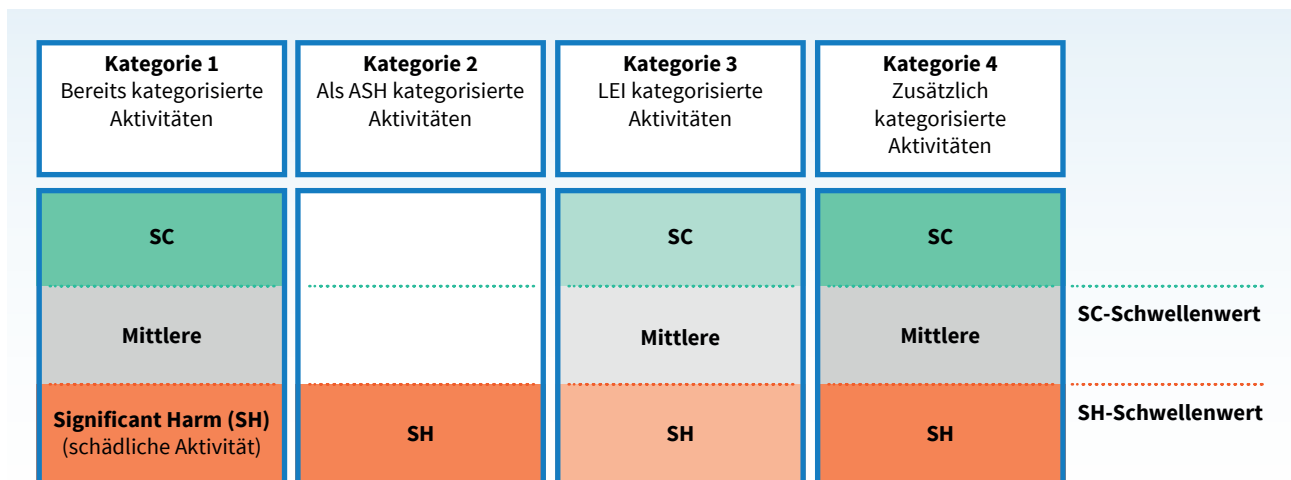 Kategorie 1
Bereits kategorisierte
Aktivitäten
Kategorie 2
Als ASH kategorisierte
Aktivitäten
Kategorie 3
LEI kategorisierte
Aktivitäten
Kategorie 4
Zusätzlich
kategorisierte
Aktivitäten
SC
SC
SC
SC-Schwellenwert
Mittlere
Mittlere
Mittlere
SH-Schwellenwert
Significant Harm (SH)
(schädliche Aktivität)
SH
SH
SH